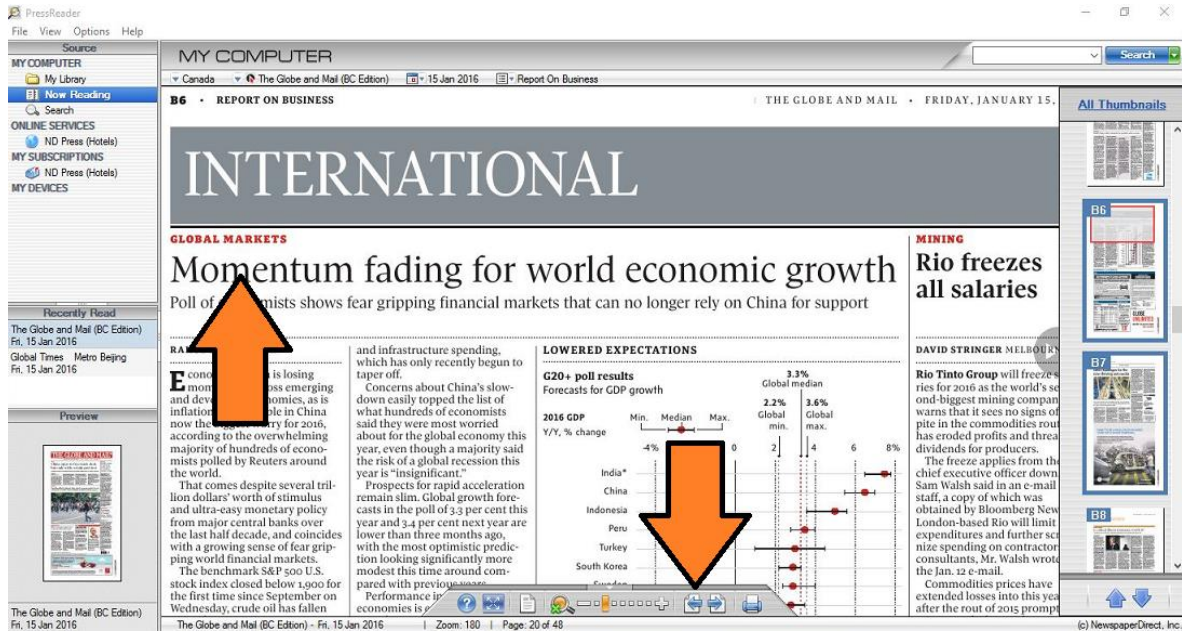 PressReader
File View Options Help
Source
MY COMPUTER
My Library
Now Reading
Search
ONLINE SERVICES
ND Press (Hotels)
MY SUBSCRIPTIONS
ND Press (Hotels)
MY DEVICES
Recently Read
The Globe and Mail (BC Edition)
Fri, 15 Jan 2016
Global Times Metro Beijing
Fri, 15 Jan 2016
Preview
The Globe and Mail (BC Edition)
Fri, 15 Jan 2016
MY COMPUTER
Search
Canada The Globe and Mail (BC Edition) 15 Jan 2016 Report On Business
B6 · REPORT ON BUSINESS
THE GLOBE AND MAIL · FRIDAY, JANUARY 15,
INTERNATIONAL
GLOBAL MARKETS
Momentum fading for world economic growth
Poll of mists shows fear gripping financial markets that can no longer rely on China for support
is losing
oss emerging
and deve omies, as is
inflation ple in China
now the rry for 2016,
according to the overwhelming
majority of hundreds of econo-
mists polled by Reuters around
the world.
That comes despite several tril-
lion dollars' worth of stimulus
and ultra-easy monetary policy
from major central banks over
the last half decade, and coincides
with a growing sense of fear grip-
ping world financial markets.
The benchmark S&P 500 U.S.
stock index closed below 1,900 for
the first time since September on
Wednesday, crude oil has fallen
and infrastructure spending,
which has only recently begun to
taper off.
Concerns about China's slow-
down easily topped the list of
what hundreds of economists
said they were most worried
about for the global economy this
year, even though a majority said
the risk of a global recession this
year is "insignificant."
Prospects for rapid acceleration
remain slim. Global growth fore-
casts in the poll of 3.3 per cent this
year and 3.4 per cent next year are
lower than three months ago,
with the most optimistic predic-
tion looking significantly more
modest this time around com-
pared with previous years.
Performance in
economies is
LOWERED EXPECTATIONS
G20+ poll results
Forecasts for GDP growth
3.3%
Global median
2.2% 3.6%
Global Global
min. max.
2016 GDP Min. Median Max.
Y/Y, % change
-4% 0 2 4 6 8%
India*
China
Indonesia
Peru
Turkey
South Korea
Sweden
MINING
Rio freezes
all salaries
DAVID STRINGER MELBOURN
Rio Tinto Group will freeze s
ries for 2016 as the world's se
ond-biggest mining compan
warns that it sees no signs of
pite in the commodities rout
has eroded profits and threa
dividends for producers.
The freeze applies from the
chief executive officer down,
Sam Walsh said in an e-mail
staff, a copy of which was
obtained by Bloomberg New
London-based Rio will limit
expenditures and further scr
nize spending on contractors
consultants, Mr. Walsh wrote
the Jan. 12 e-mail.
Commodities prices have
extended losses into this yea
after the rout of 2015 prompt
All Thumbnails
B6
B7
B8
The Globe and Mail (BC Edition) - Fri, 15 Jan 2016 | Zoom: 180 | Page: 20 of 48
(c) NewspaperDirect, Inc.